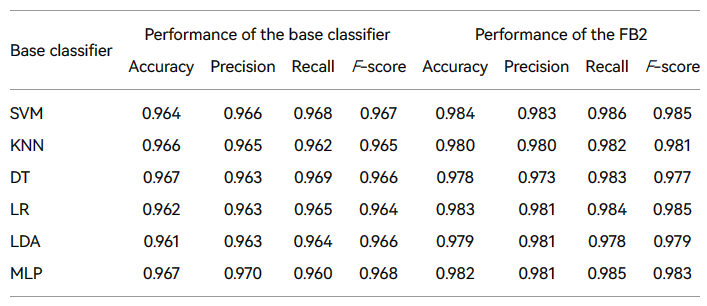 Base classifier Performance of the base classifier Performance of the FB2
Accuracy Precision Recall F-score Accuracy Precision Recall F-score
SVM 0.964 0.966 0.968 0.967 0.984 0.983 0.986 0.985
KNN 0.966 0.965 0.962 0.965 0.980 0.980 0.982 0.981
DT 0.967 0.963 0.969 0.966 0.978 0.973 0.983 0.977
LR 0.962 0.963 0.965 0.964 0.983 0.981 0.984 0.985
LDA 0.961 0.963 0.964 0.966 0.979 0.981 0.978 0.979
MLP 0.967 0.970 0.960 0.968 0.982 0.981 0.985 0.983